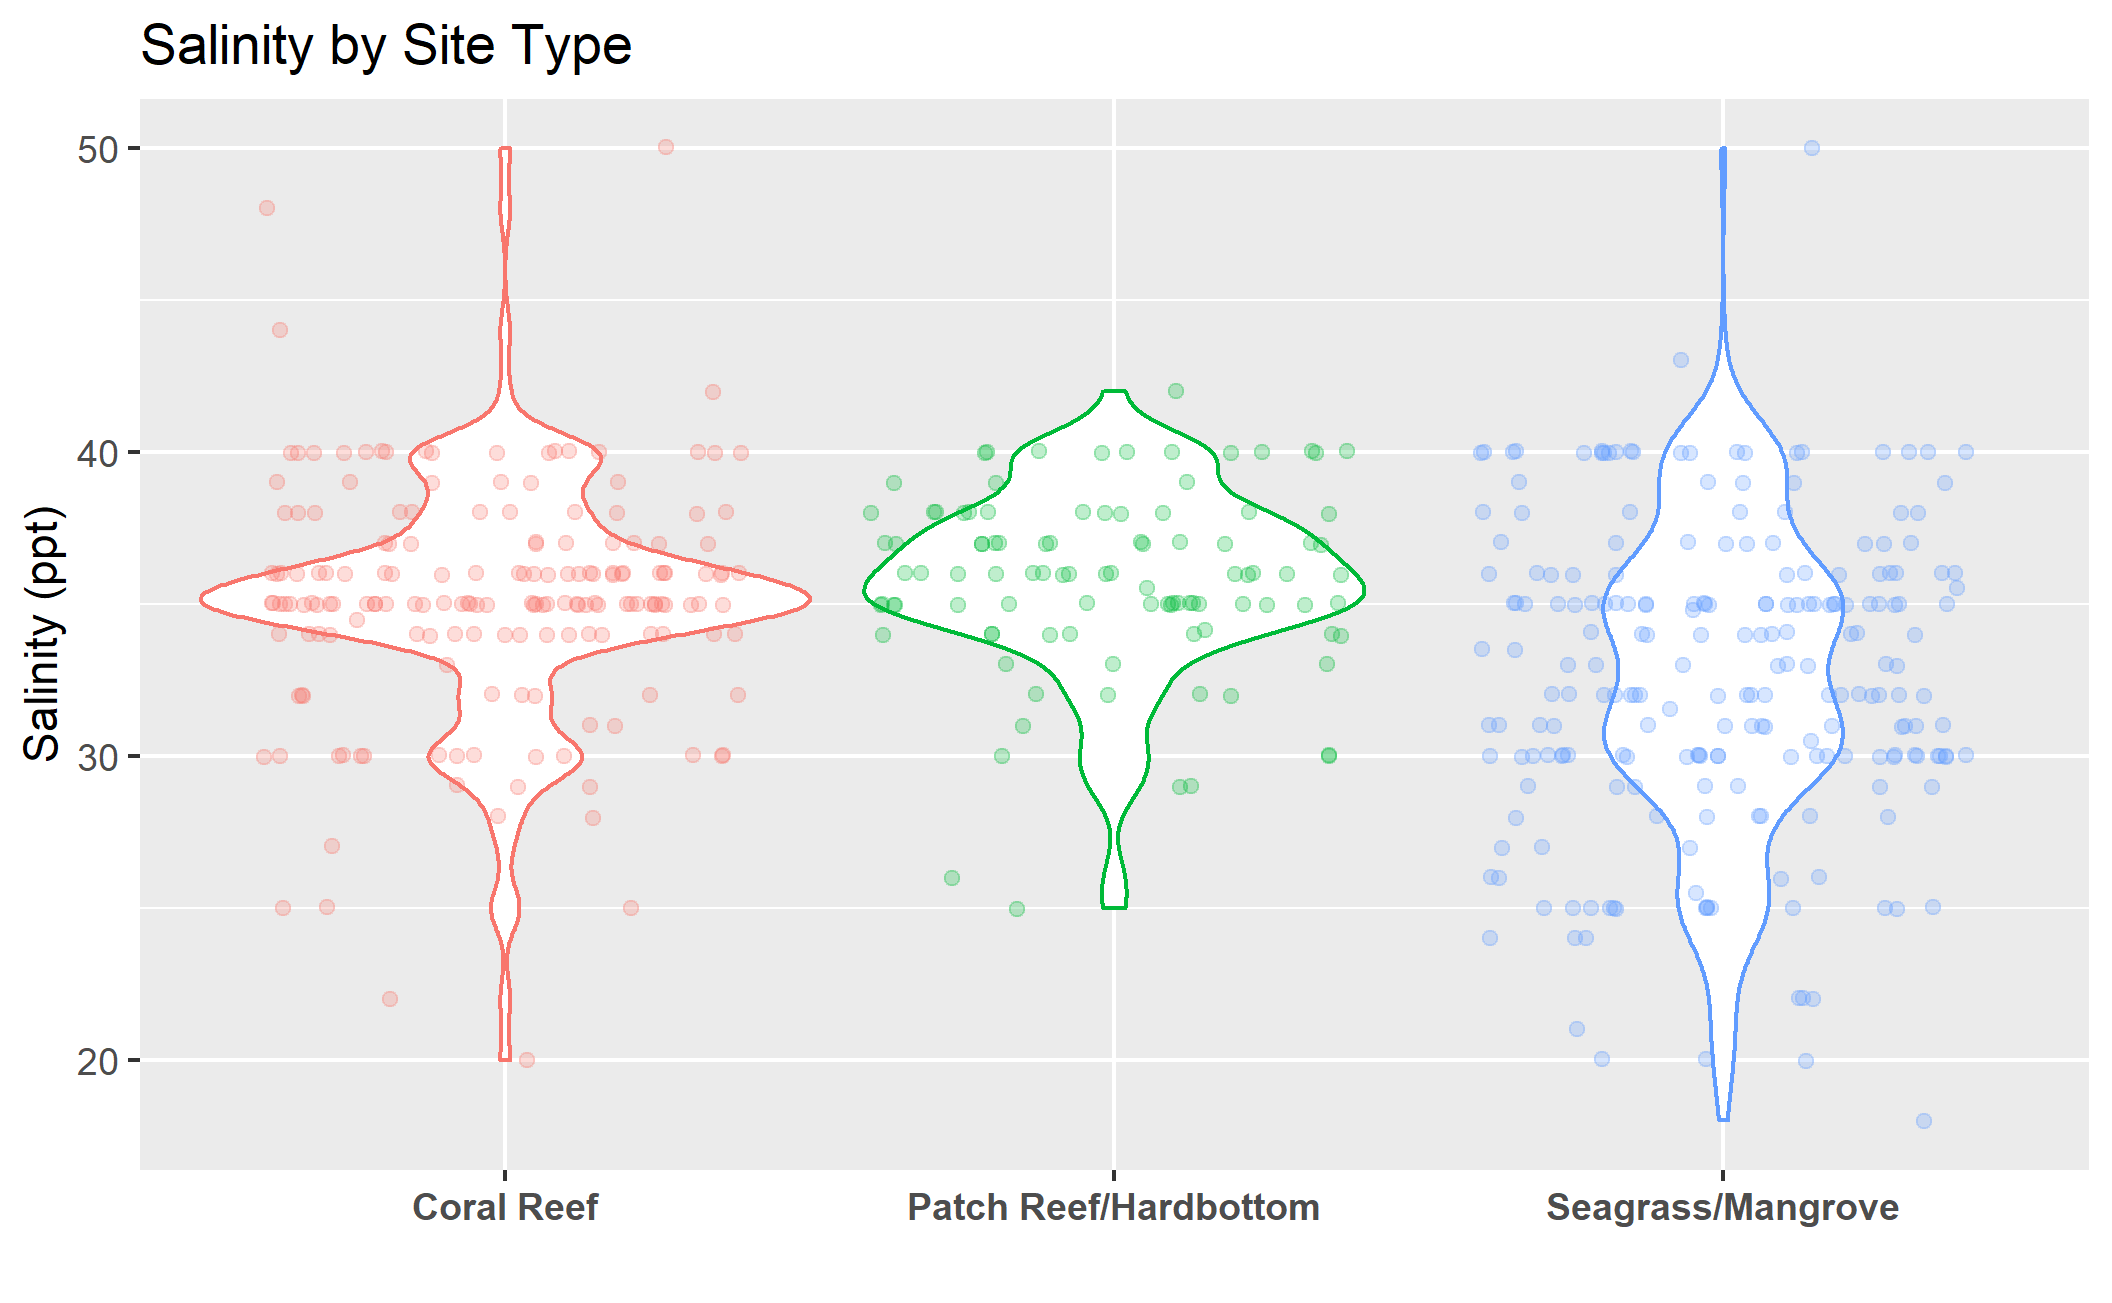 Salinity by Site Type
Salinity (ppt)
50
40
30
20
Coral Reef
Patch Reef/Hardbottom
Seagrass/Mangrove